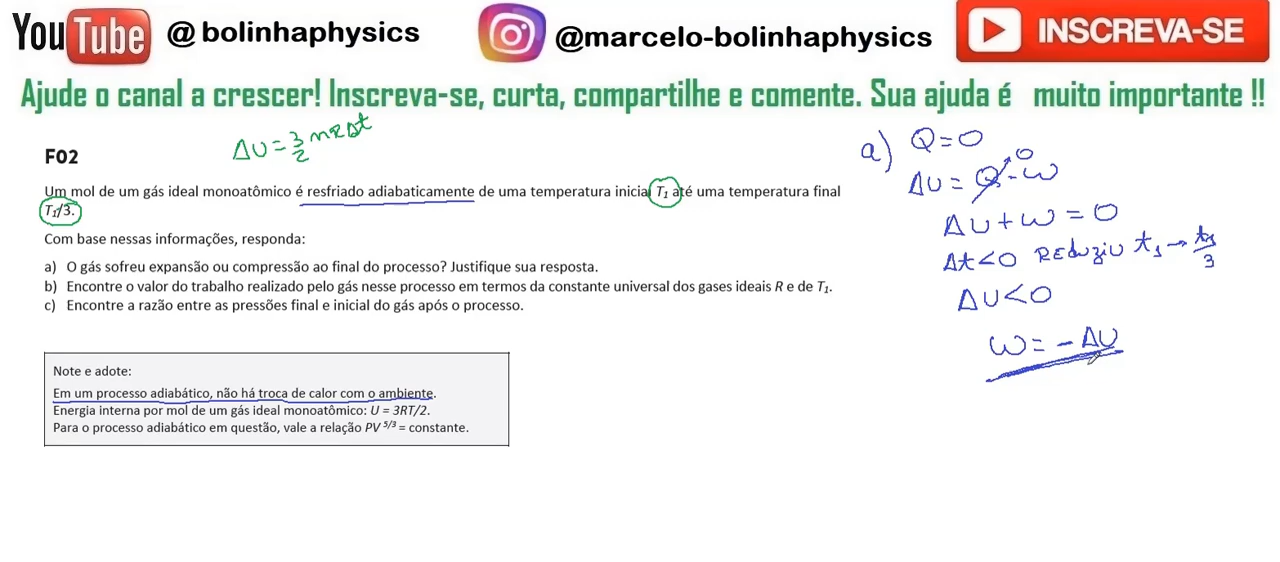 YouTube @bolinhaphysics @marcelo-bolinhaphysics INSCREVA-SE
Ajude o canal a crescer! Inscreva-se, curta, compartilhe e comente. Sua ajuda é muito importante !!
ΔU = 3/2 nRΔt
F02
Um mol de um gás ideal monoatômico é resfriado adiabaticamente de uma temperatura inicial T₁ até uma temperatura final
T₁/3.
Com base nessas informações, responda:
a) O gás sofreu expansão ou compressão ao final do processo? Justifique sua resposta.
b) Encontre o valor do trabalho realizado pelo gás nesse processo em termos da constante universal dos gases ideais R e de T₁.
c) Encontre a razão entre as pressões final e inicial do gás após o processo.
Note e adote:
Em um processo adiabático, não há troca de calor com o ambiente.
Energia interna por mol de um gás ideal monoatômico: U = 3RT/2.
Para o processo adiabático em questão, vale a relação PV ⁵/³ = constante.
a) Q = 0
0
ΔU = Q - W
ΔU + W = 0
Δt < 0 REduziu t₁ → t₁/3
ΔU < 0
W = - ΔU